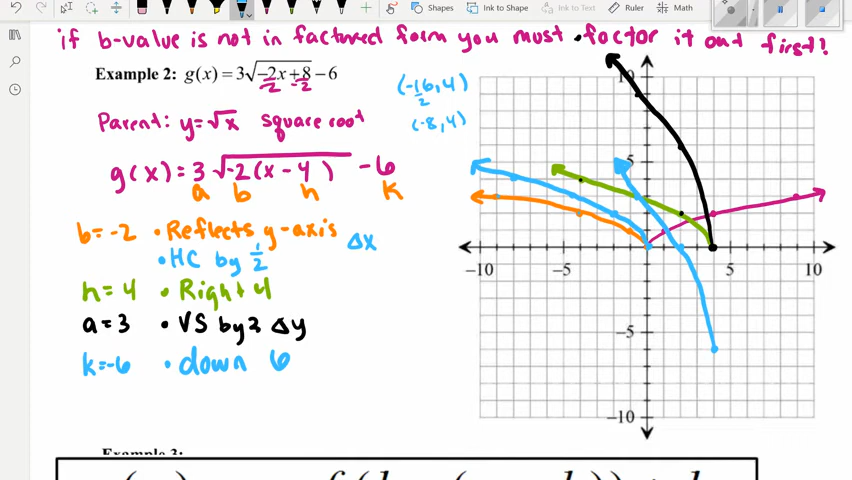 Shapes Ink to Shape Ink to Text Ruler Math
if b-value is not in factored form you must factor it out first!
Example 2: g(x) = 3√−2x + 8 − 6
−2 −2
(-16, 4)
2
(-8, 4)
Parent: y = √x square root
g(x) = 3 √-2(x - 4) - 6
a b h k
b = -2 • Reflects y-axis
• HC by 1/2 Δx
h = 4 • Right 4
a = 3 • VS by 3 Δy
k = -6 • down 6
10
5
−10 −5 5 10
−5
−10
Example 3: